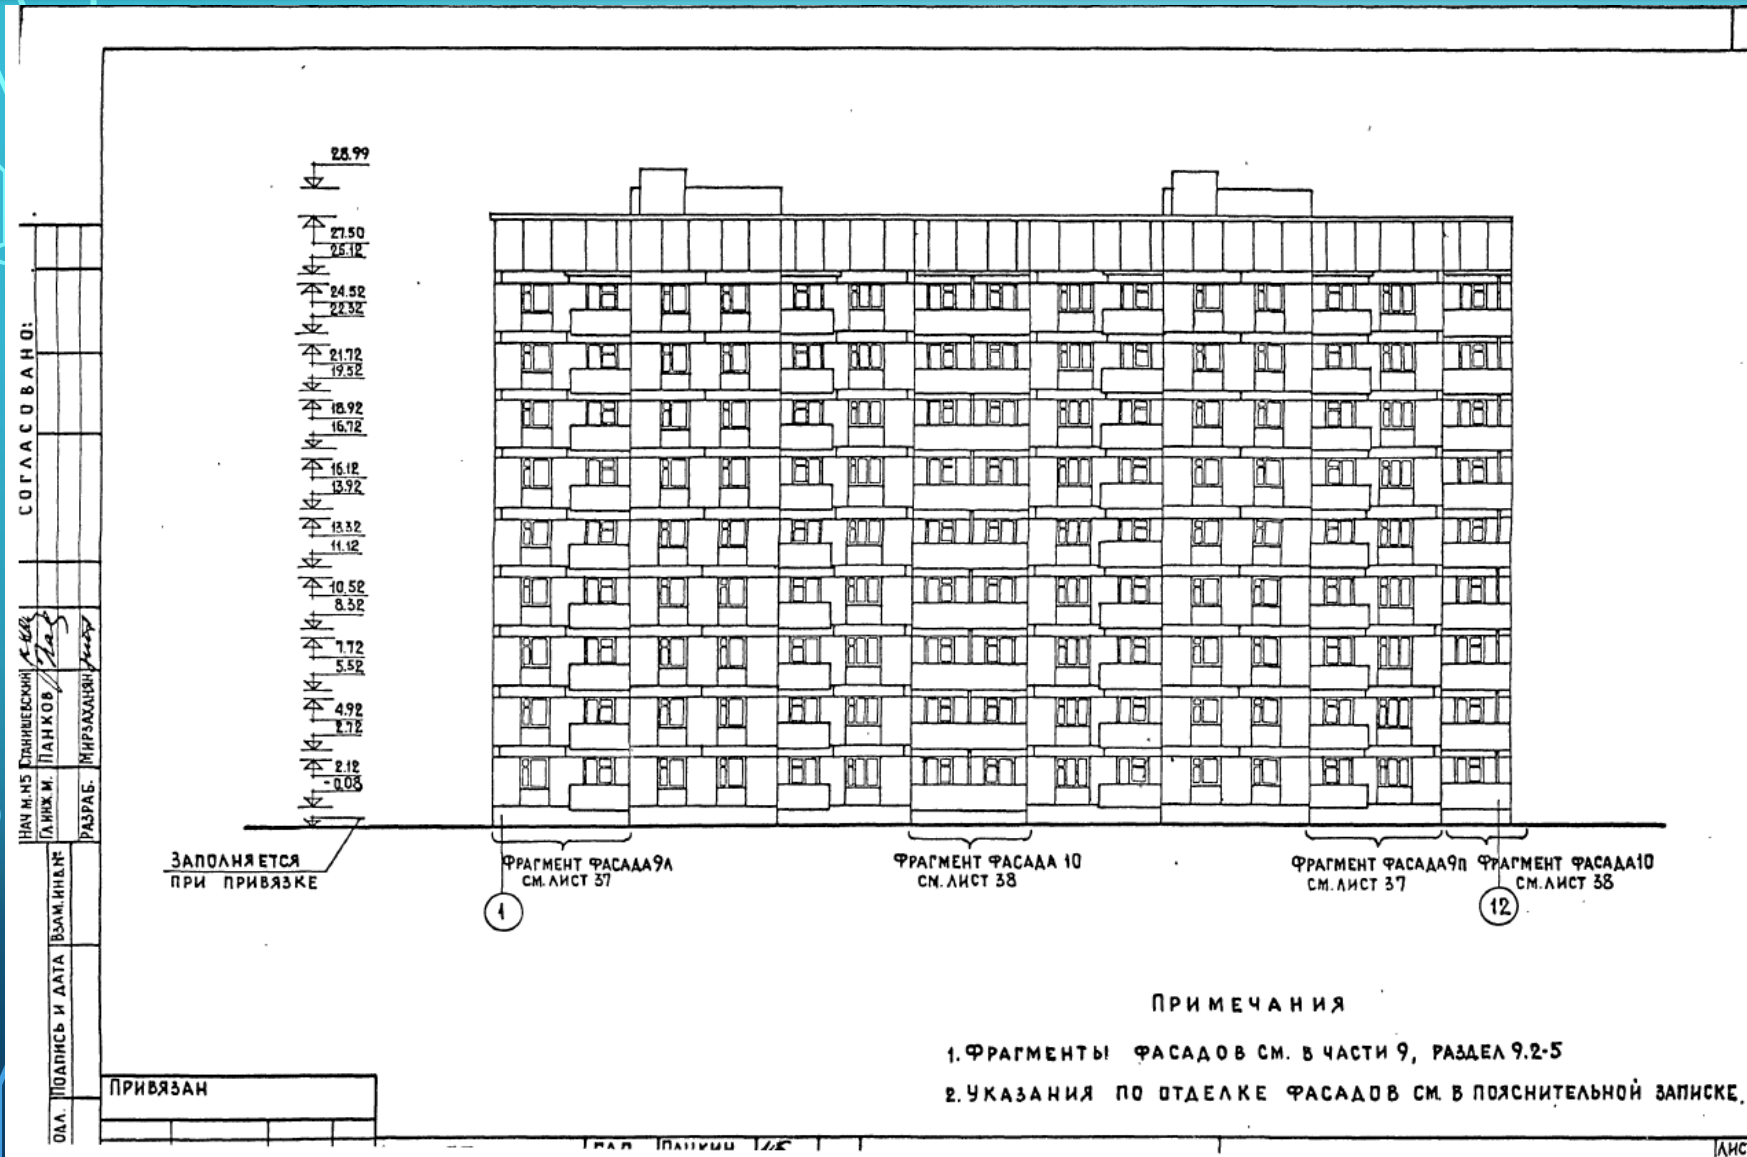 28.99
27.50
25.12
24.52
22.32
21.72
19.52
18.92
16.72
16.12
13.92
13.32
11.12
10.52
8.32
7.72
5.52
4.92
2.72
2.12
-0.08
ЗАПОЛНЯЕТСЯ
ПРИ ПРИВЯЗКЕ
ФРАГМЕНТ ФАСАДА 9Л
СМ. ЛИСТ 37
ФРАГМЕНТ ФАСАДА 10
СМ. ЛИСТ 38
ФРАГМЕНТ ФАСАДА 9П
СМ. ЛИСТ 37
ФРАГМЕНТ ФАСАДА 10
СМ. ЛИСТ 38
1
12
ПРИМЕЧАНИЯ
1. ФРАГМЕНТЫ ФАСАДОВ СМ. В ЧАСТИ 9, РАЗДЕЛ 9.2-5
2. УКАЗАНИЯ ПО ОТДЕЛКЕ ФАСАДОВ СМ. В ПОЯСНИТЕЛЬНОЙ ЗАПИСКЕ.
СОГЛАСОВАНО:
НАЧ М.№5 СТАНИШЕВСКИЙ
ГЛ.ИНЖ.М. ПАНКОВ
РАЗРАБ. МИРЗАХАНЯН
ВЗАМ.ИНВ.№
ПОДПИСЬ И ДАТА
ПРИВЯЗАН